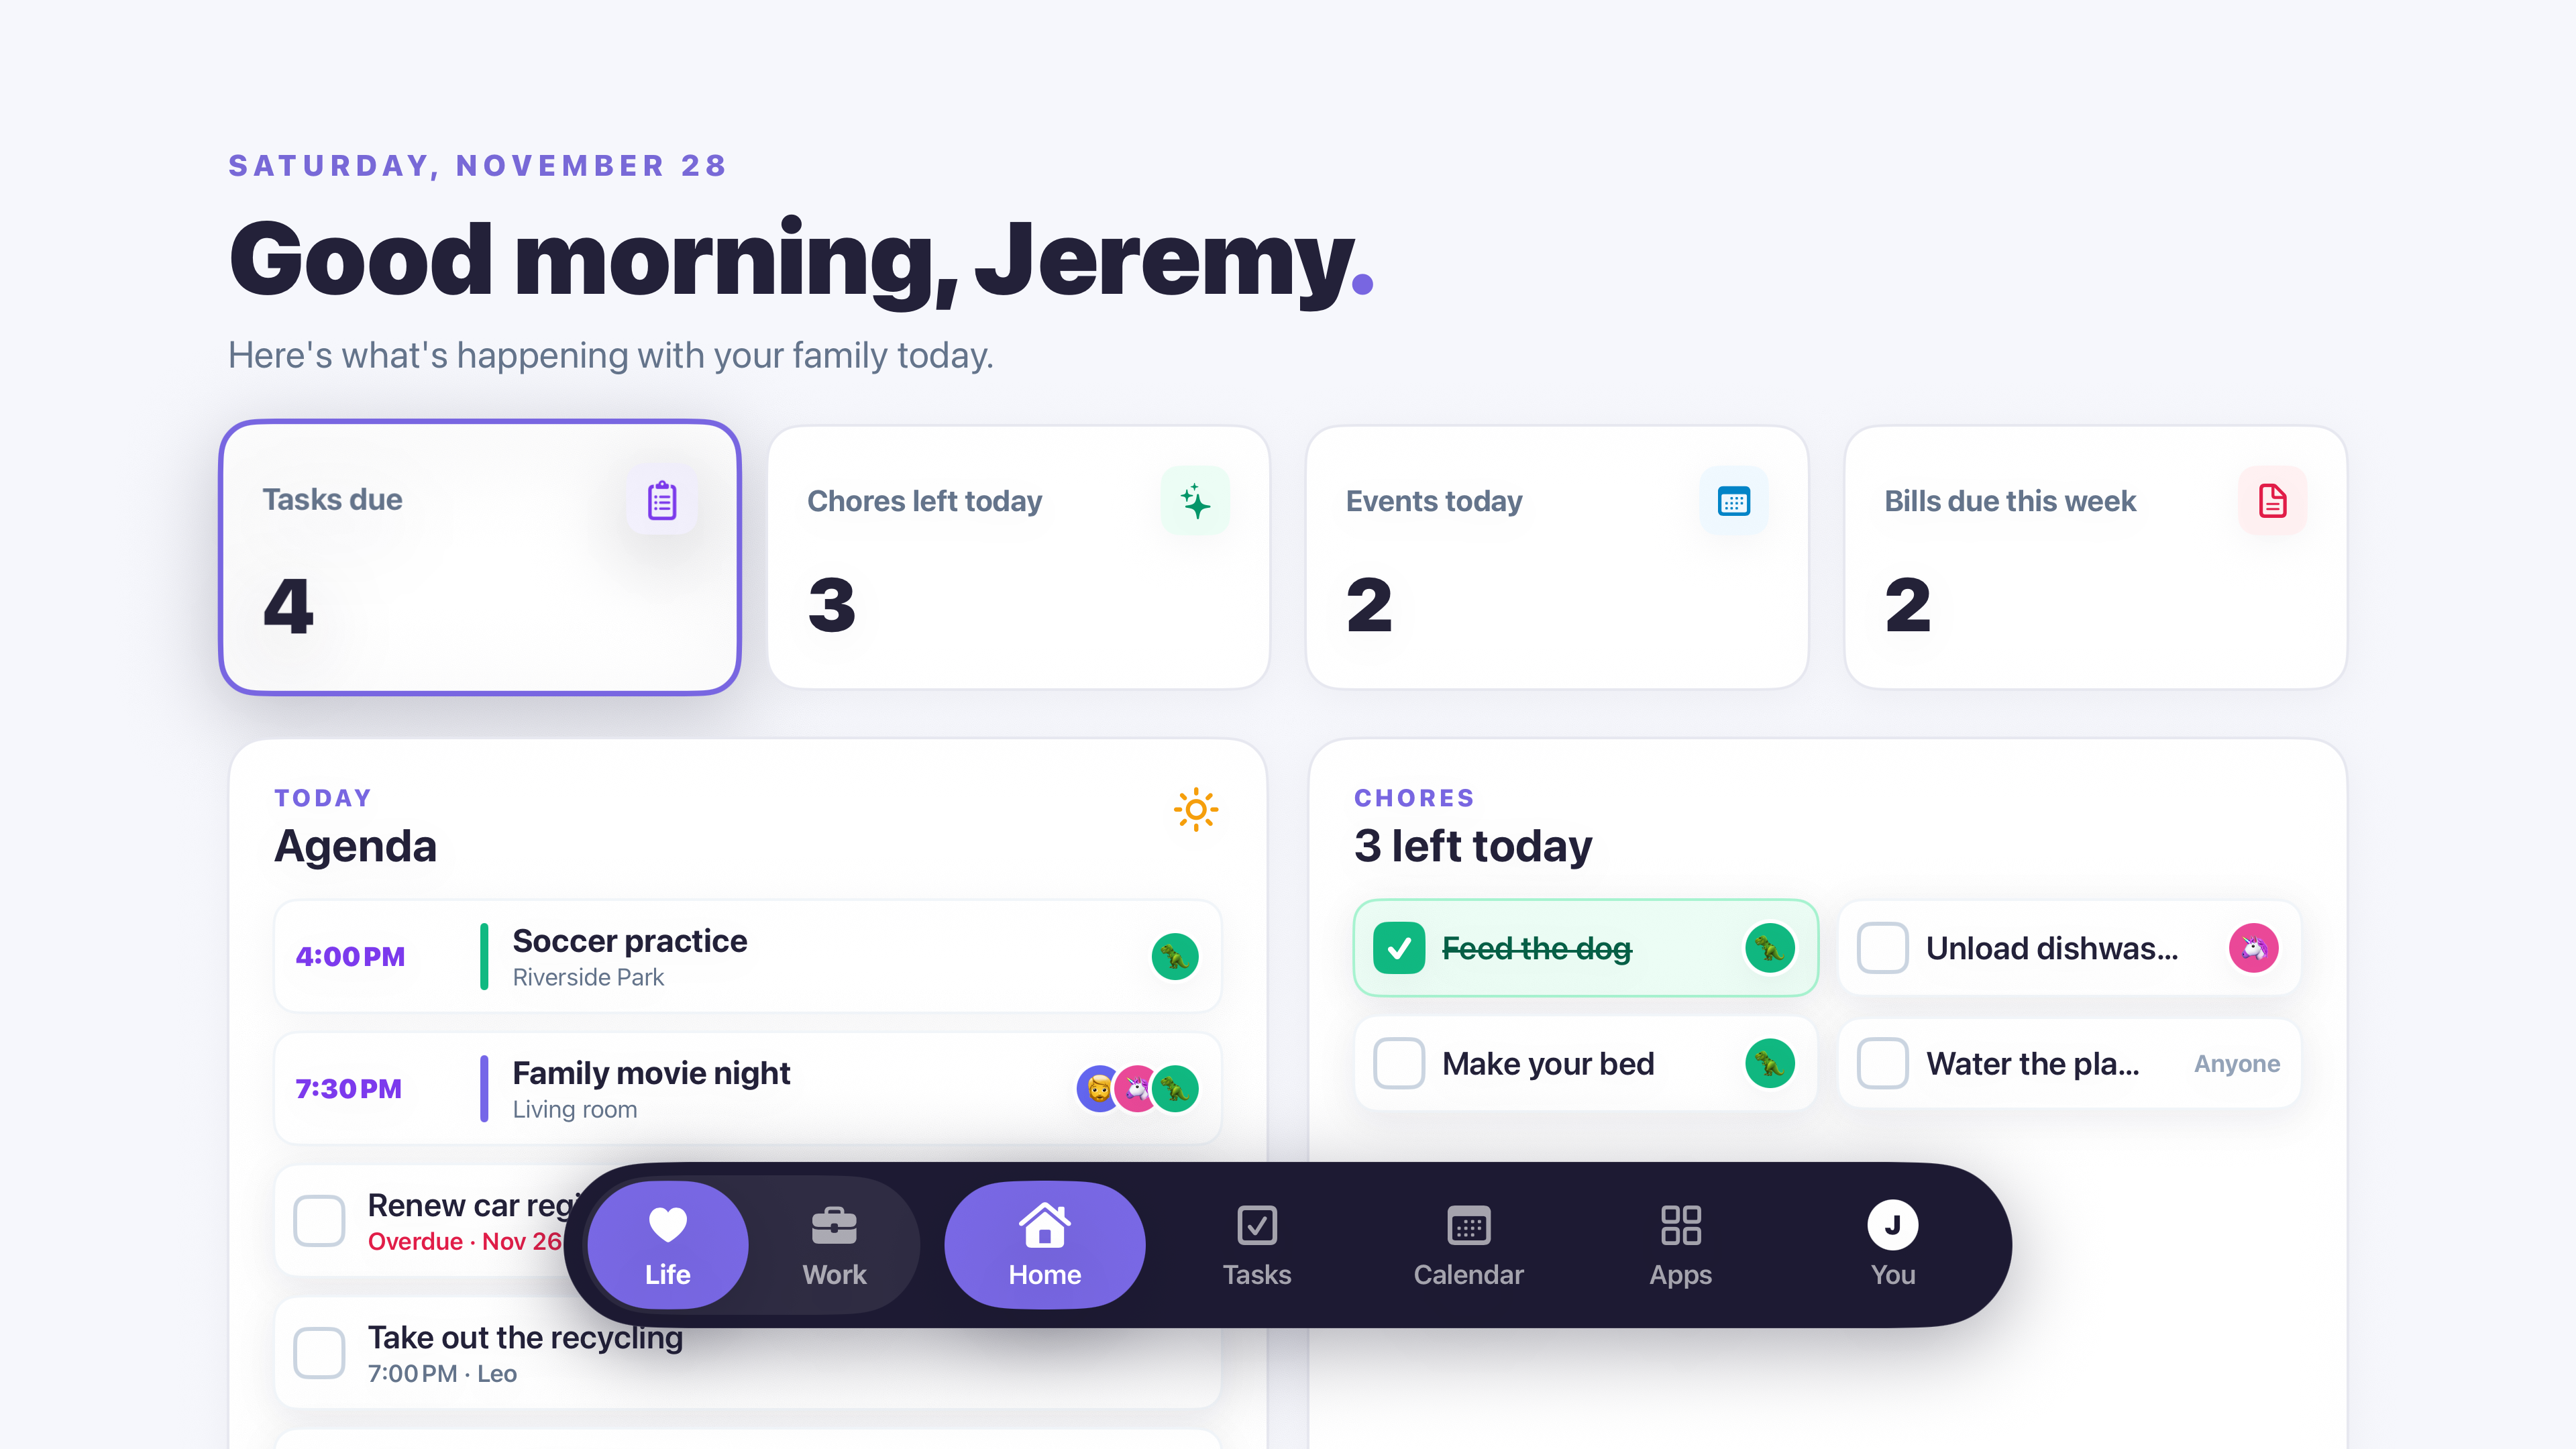 SATURDAY, NOVEMBER 28
Good morning, Jeremy.
Here's what's happening with your family today.
Tasks due
4
Chores left today
3
Events today
2
Bills due this week
2
TODAY
Agenda
4:00 PM
Soccer practice
Riverside Park
7:30 PM
Family movie night
Living room
Renew car regi
Overdue · Nov 26
Take out the recycling
7:00 PM · Leo
CHORES
3 left today
Feed the dog
Unload dishwas...
Make your bed
Water the pla...
Anyone
Life
Work
Home
Tasks
Calendar
Apps
J
You